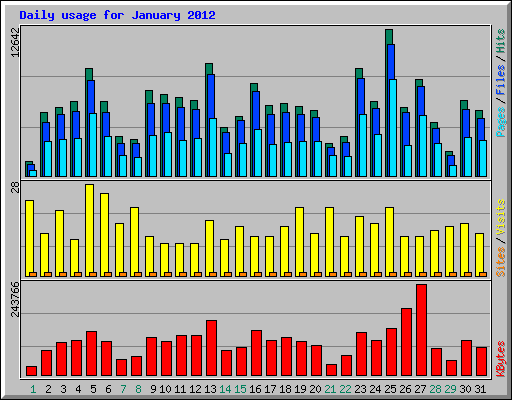 Daily usage for January 2012
12642
Pages / Files / Hits
28
Sites / Visits
243766
KBytes
1 2 3 4 5 6 7 8 9 10 11 12 13 14 15 16 17 18 19 20 21 22 23 24 25 26 27 28 29 30 31